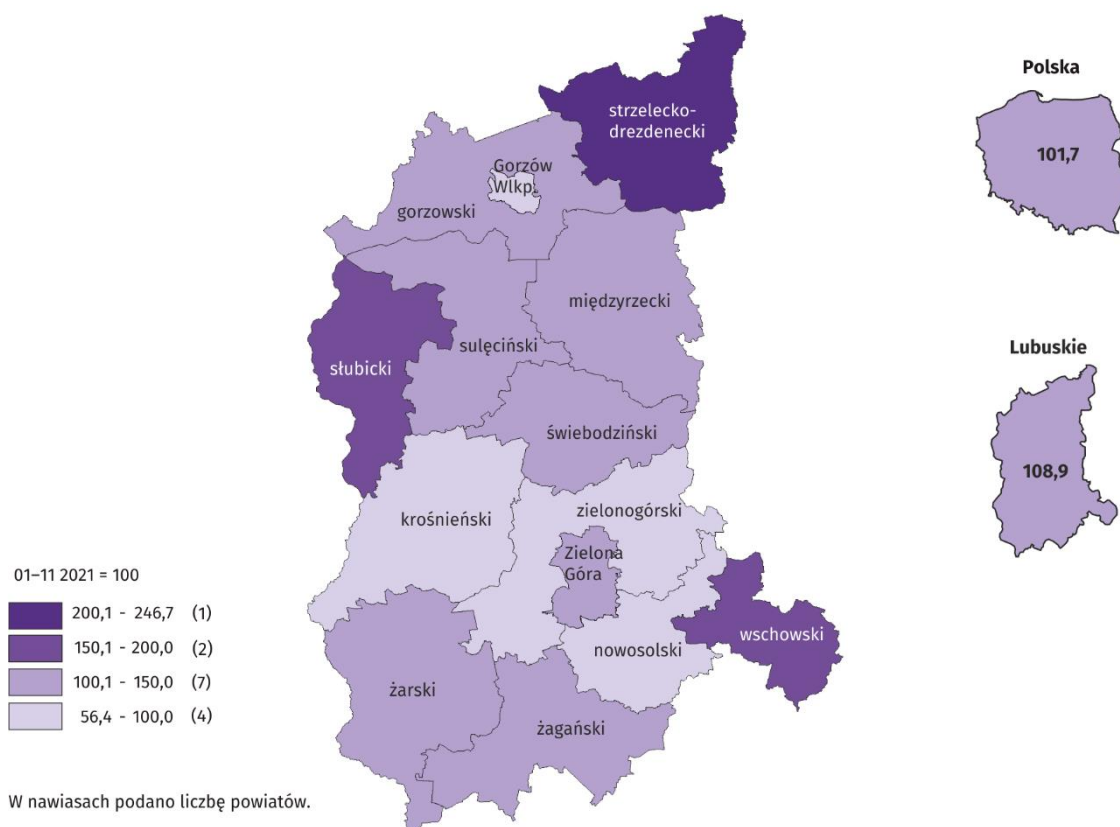 strzelecko-
drezdenecki
Gorzów
Wlkp.
gorzowski
międzyrzecki
sulęciński
słubicki
świebodziński
krośnieński
zielonogórski
Zielona
Góra
wschowski
nowosolski
żarski
żagański
Polska
101,7
Lubuskie
108,9
01–11 2021 = 100
200,1 - 246,7 (1)
150,1 - 200,0 (2)
100,1 - 150,0 (7)
56,4 - 100,0 (4)
W nawiasach podano liczbę powiatów.